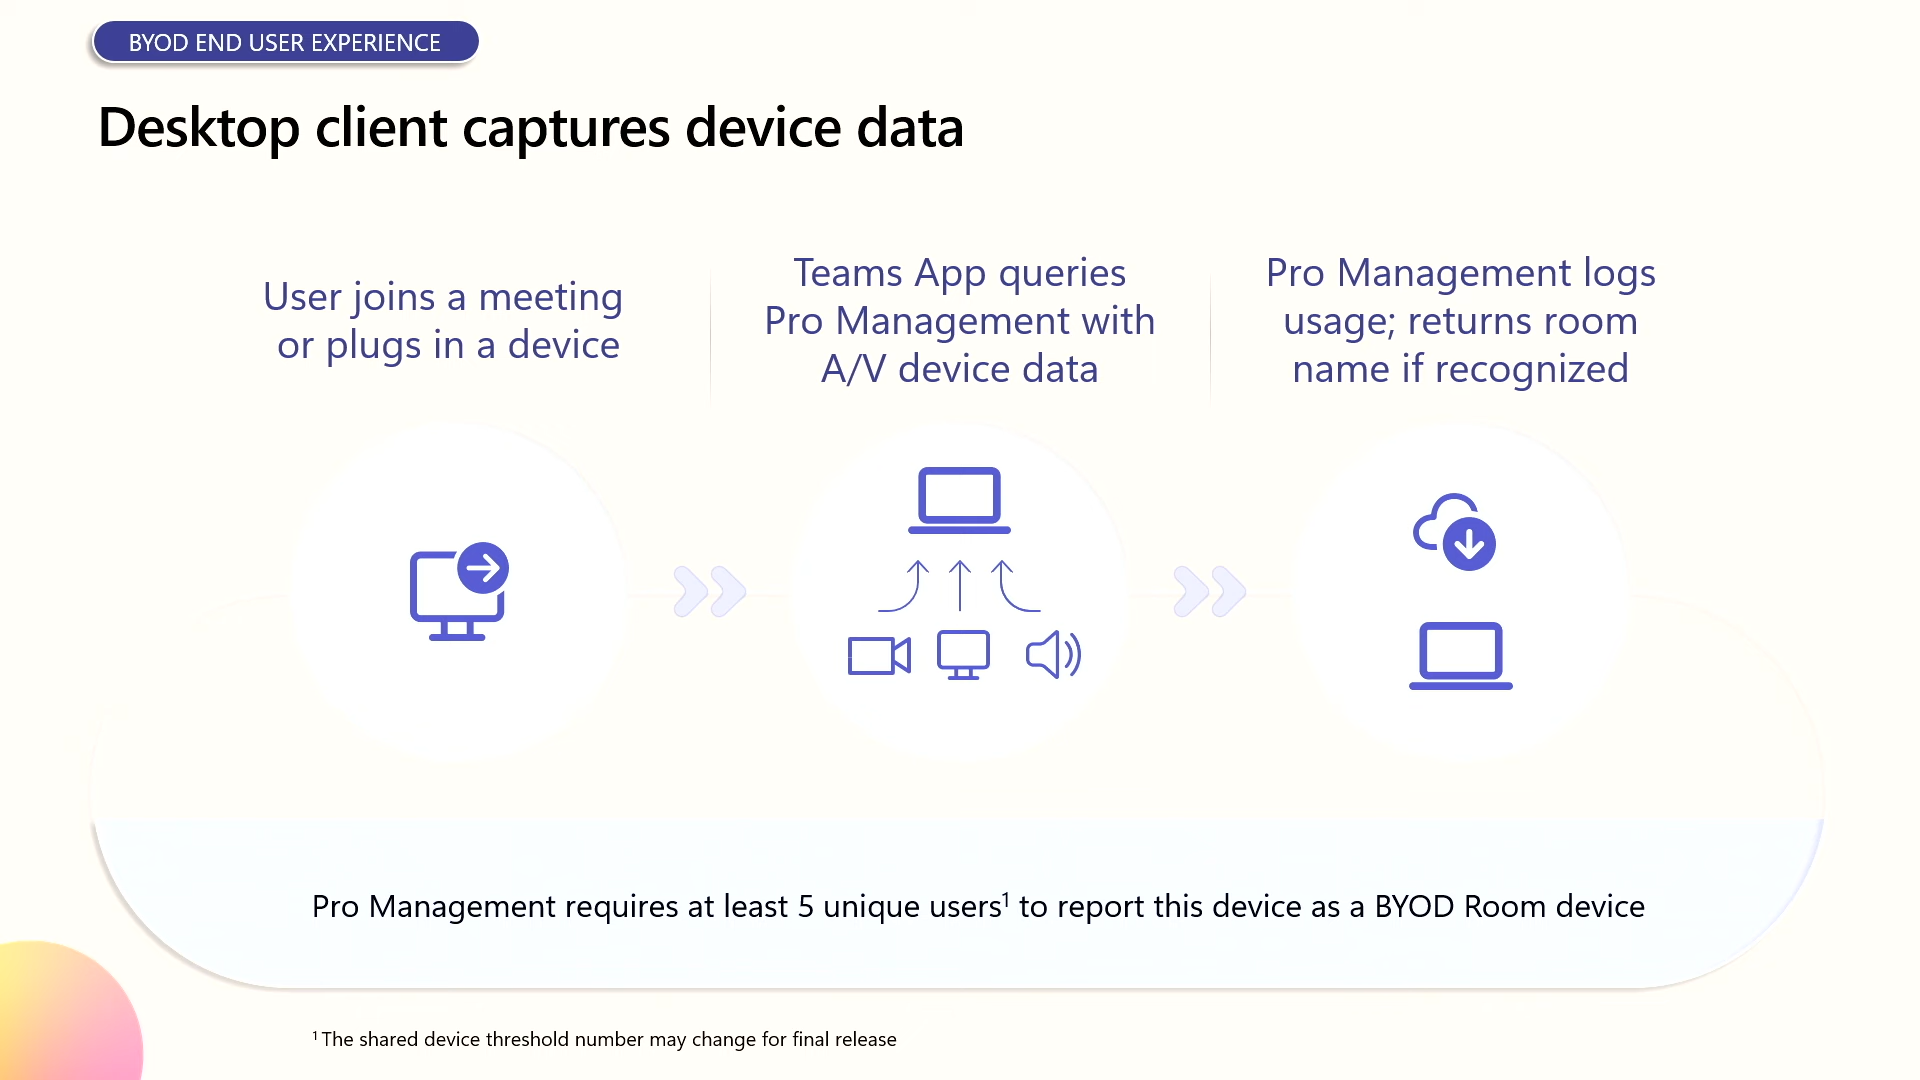 BYOD END USER EXPERIENCE
Desktop client captures device data
User joins a meeting
or plugs in a device
Teams App queries
Pro Management with
A/V device data
Pro Management logs
usage; returns room
name if recognized
Pro Management requires at least 5 unique users¹ to report this device as a BYOD Room device
¹ The shared device threshold number may change for final release